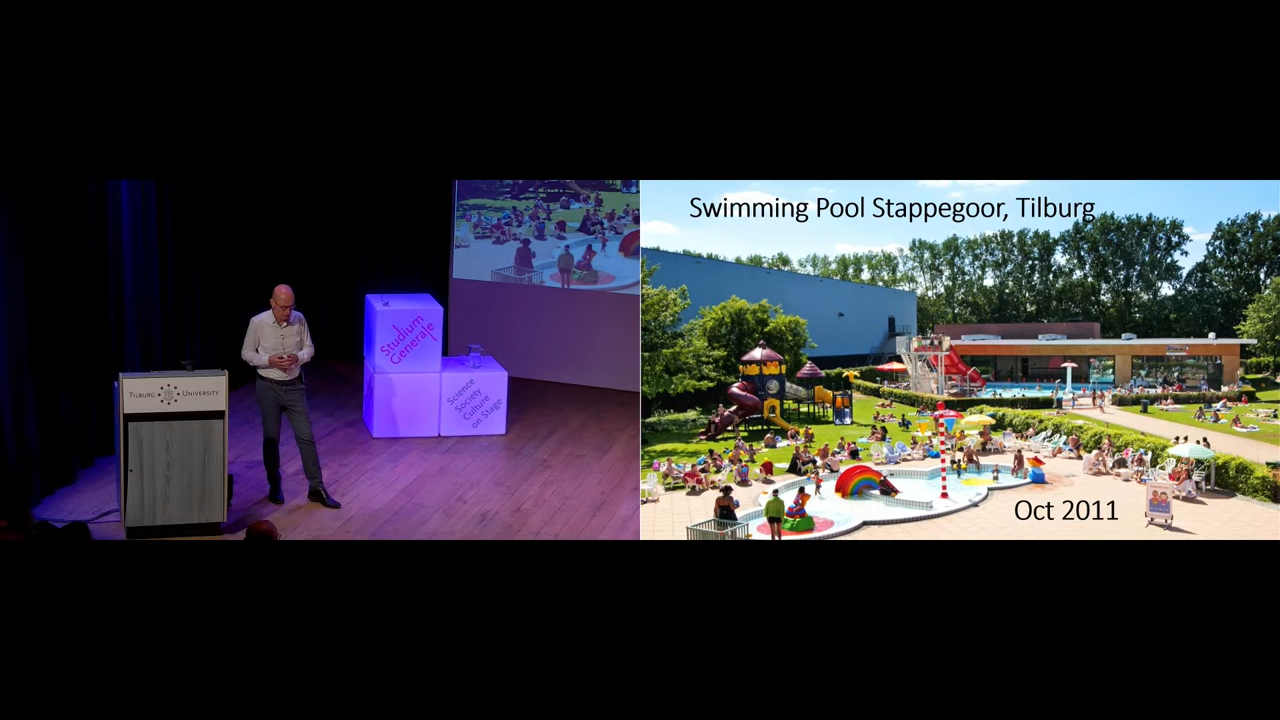 TILBURG UNIVERSITY
Studium
Generale
Science
Society
Culture
on Stage
Swimming Pool Stappegoor, Tilburg
Oct 2011